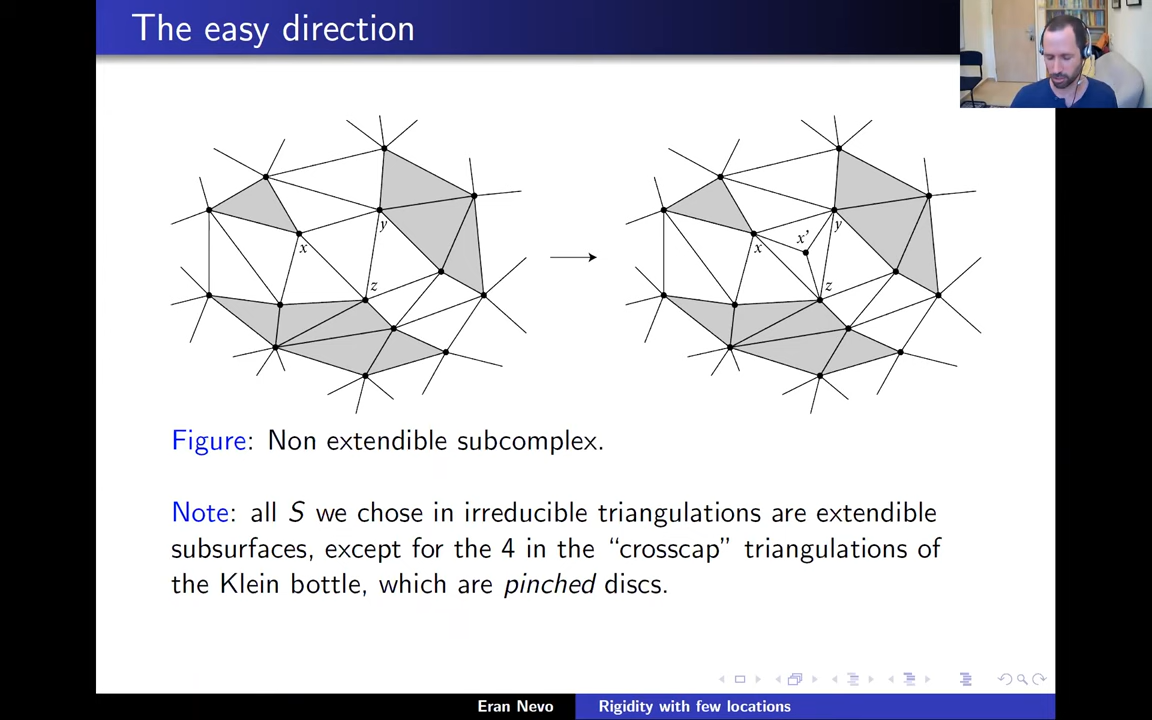 The easy direction
x
y
z
x
x'
y
z
Figure: Non extendible subcomplex.
Note: all S we chose in irreducible triangulations are extendible
subsurfaces, except for the 4 in the “crosscap” triangulations of
the Klein bottle, which are pinched discs.
Eran Nevo
Rigidity with few locations